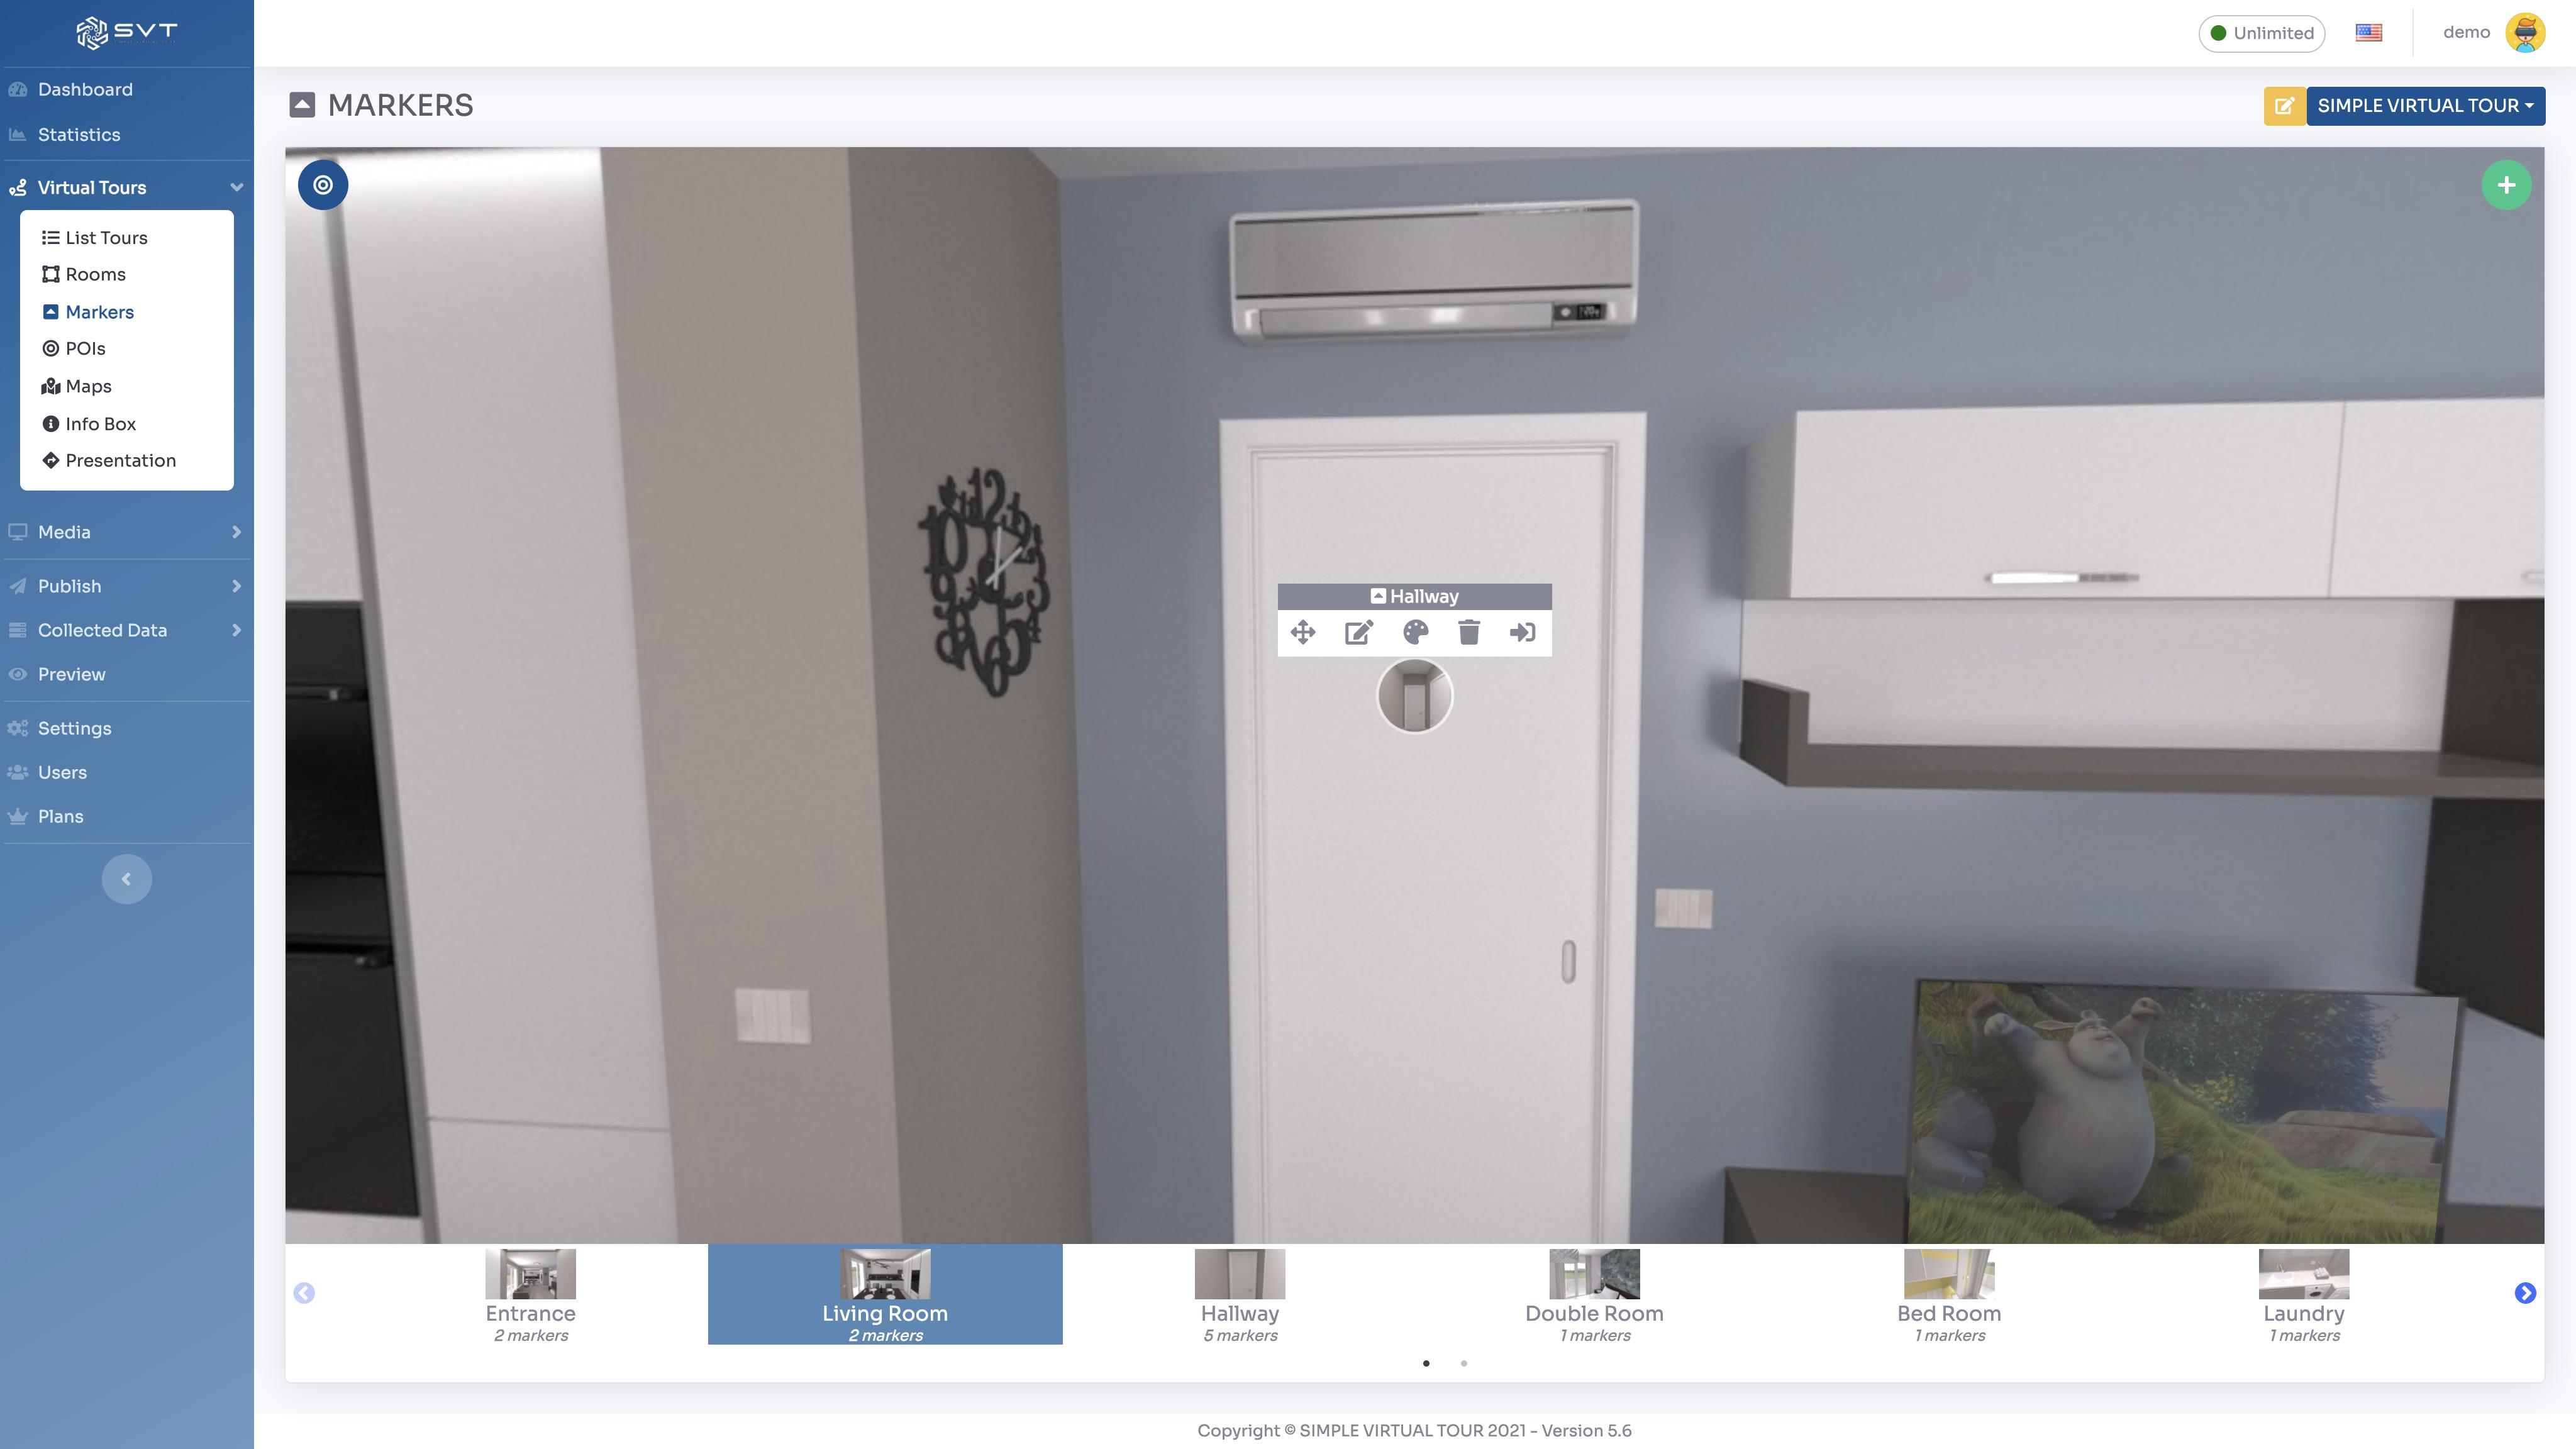 SVT
Unlimited
demo
Dashboard
Statistics
Virtual Tours
List Tours
Rooms
Markers
POIs
Maps
Info Box
Presentation
Media
Publish
Collected Data
Preview
Settings
Users
Plans
MARKERS
SIMPLE VIRTUAL TOUR
Hallway
Entrance
2 markers
Living Room
2 markers
Hallway
5 markers
Double Room
1 markers
Bed Room
1 markers
Laundry
1 markers
Copyright © SIMPLE VIRTUAL TOUR 2021 - Version 5.6